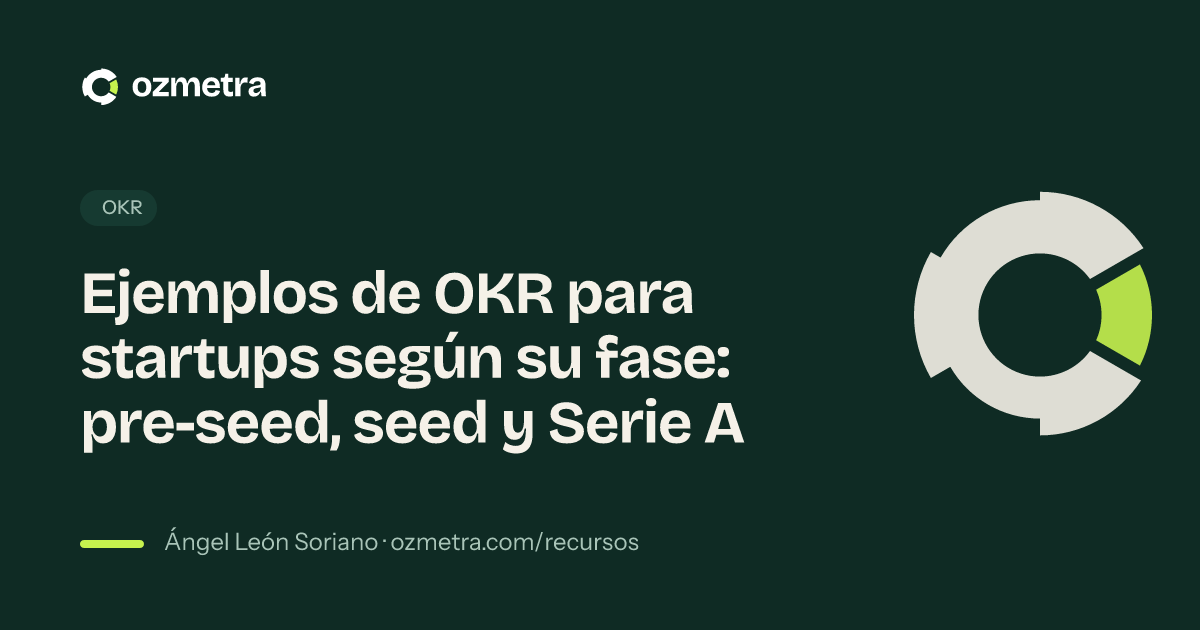 ozmetra
OKR
Ejemplos de OKR para
startups según su fase:
pre-seed, seed y Serie A
Ángel León Soriano · ozmetra.com/recursos